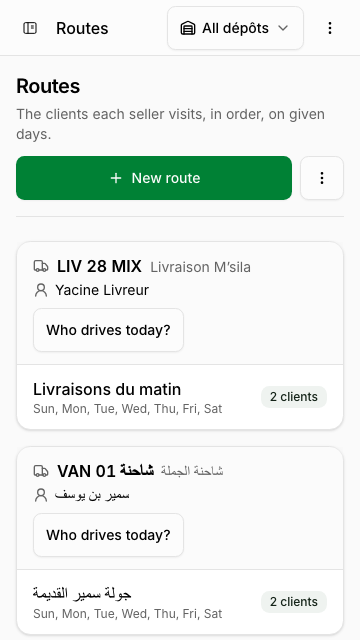 Routes
All dépôts
Routes
The clients each seller visits, in order, on given
days.
New route
LIV 28 MIX Livraison M'sila
Yacine Livreur
Who drives today?
Livraisons du matin
2 clients
Sun, Mon, Tue, Wed, Thu, Fri, Sat
VAN 01 شاحنة شاحنة الجملة
سمير بن يوسف
Who drives today?
جولة سمير القديمة
2 clients
Sun, Mon, Tue, Wed, Thu, Fri, Sat